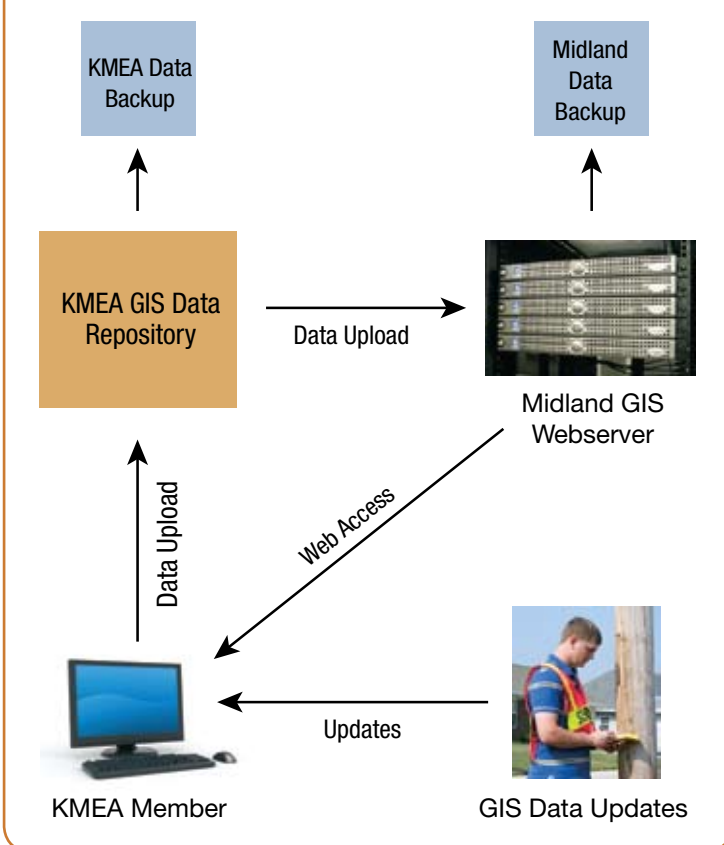 KMEA Data
Backup
Midland
Data
Backup
KMEA GIS Data
Repository
Data Upload
Midland GIS
Webserver
Data Upload
Web Access
Updates
KMEA Member
GIS Data Updates